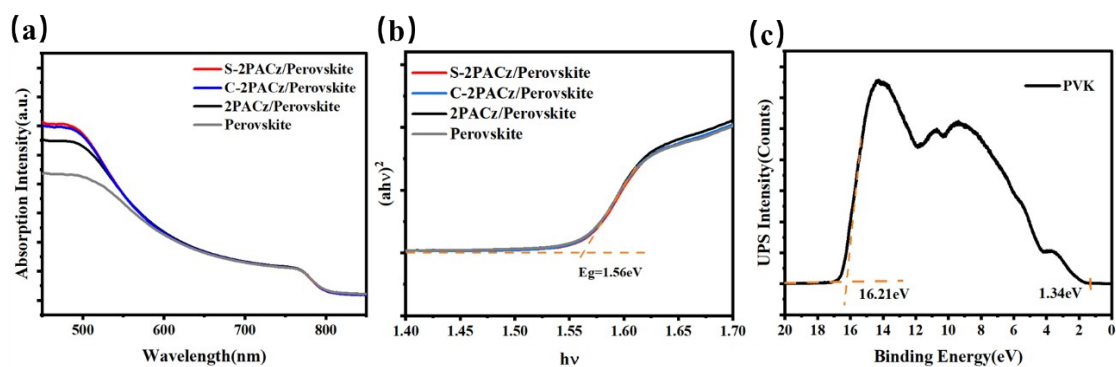 (a)
S-2PACz/Perovskite
C-2PACz/Perovskite
2PACz/Perovskite
Perovskite
Absorption Intensity(a.u.)
500 600 700 800
Wavelength(nm)
(b)
S-2PACz/Perovskite
C-2PACz/Perovskite
2PACz/Perovskite
Perovskite
(ahν)²
Eg=1.56eV
1.40 1.45 1.50 1.55 1.60 1.65 1.70
hν
(c)
PVK
UPS Intensity(Counts)
16.21eV
1.34eV
20 18 16 14 12 10 8 6 4 2 0
Binding Energy(eV)